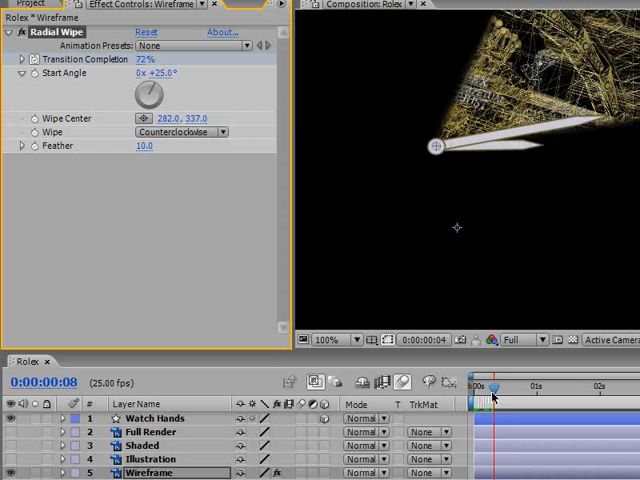 Project
Effect Controls: Wireframe
Composition: Rolex
Rolex * Wireframe
fx Radial Wipe Reset About...
Animation Presets: None
Transition Completion 72%
Start Angle 0x +25.0°
Wipe Center 282.0, 337.0
Wipe Counterclockwise
Feather 10.0
100% 0:00:00:04 Full Active Camera
Rolex
0:00:00:08 (25.00 fps)
:00s 01s 02s
# Layer Name Mode T TrkMat
1 Watch Hands Normal
2 Full Render Normal None
3 Shaded Normal None
4 Illustration Normal None
5 Wireframe fx Normal None